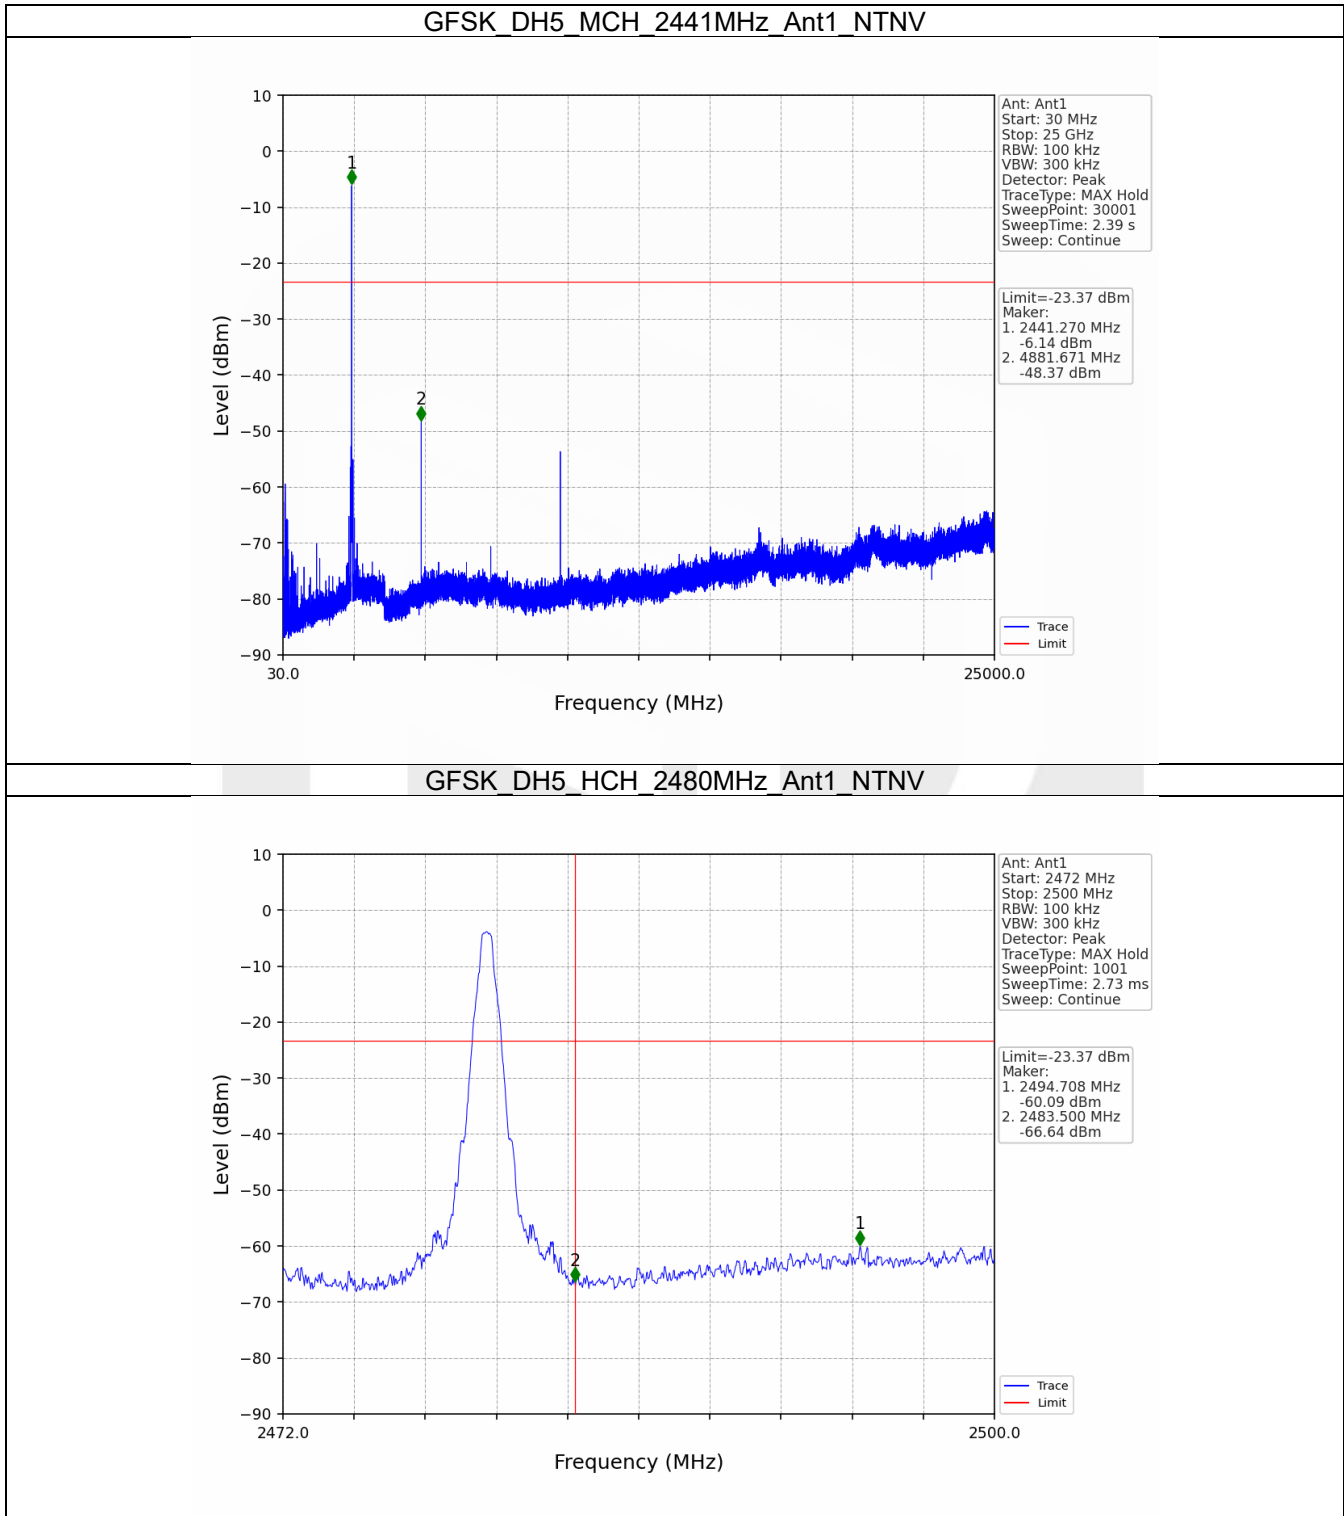 GFSK_DH5_MCH_2441MHz_Ant1_NTNV
10
0
−10
−20
−30
−40
−50
−60
−70
−80
−90
Level (dBm)
1
2
30.0
25000.0
Frequency (MHz)
Ant: Ant1
Start: 30 MHz
Stop: 25 GHz
RBW: 100 kHz
VBW: 300 kHz
Detector: Peak
TraceType: MAX Hold
SweepPoint: 30001
SweepTime: 2.39 s
Sweep: Continue
Limit=-23.37 dBm
Maker:
1. 2441.270 MHz
-6.14 dBm
2. 4881.671 MHz
-48.37 dBm
Trace
Limit
GFSK_DH5_HCH_2480MHz_Ant1_NTNV
10
0
−10
−20
−30
−40
−50
−60
−70
−80
−90
Level (dBm)
1
2
2472.0
2500.0
Frequency (MHz)
Ant: Ant1
Start: 2472 MHz
Stop: 2500 MHz
RBW: 100 kHz
VBW: 300 kHz
Detector: Peak
TraceType: MAX Hold
SweepPoint: 1001
SweepTime: 2.73 ms
Sweep: Continue
Limit=-23.37 dBm
Maker:
1. 2494.708 MHz
-60.09 dBm
2. 2483.500 MHz
-66.64 dBm
Trace
Limit